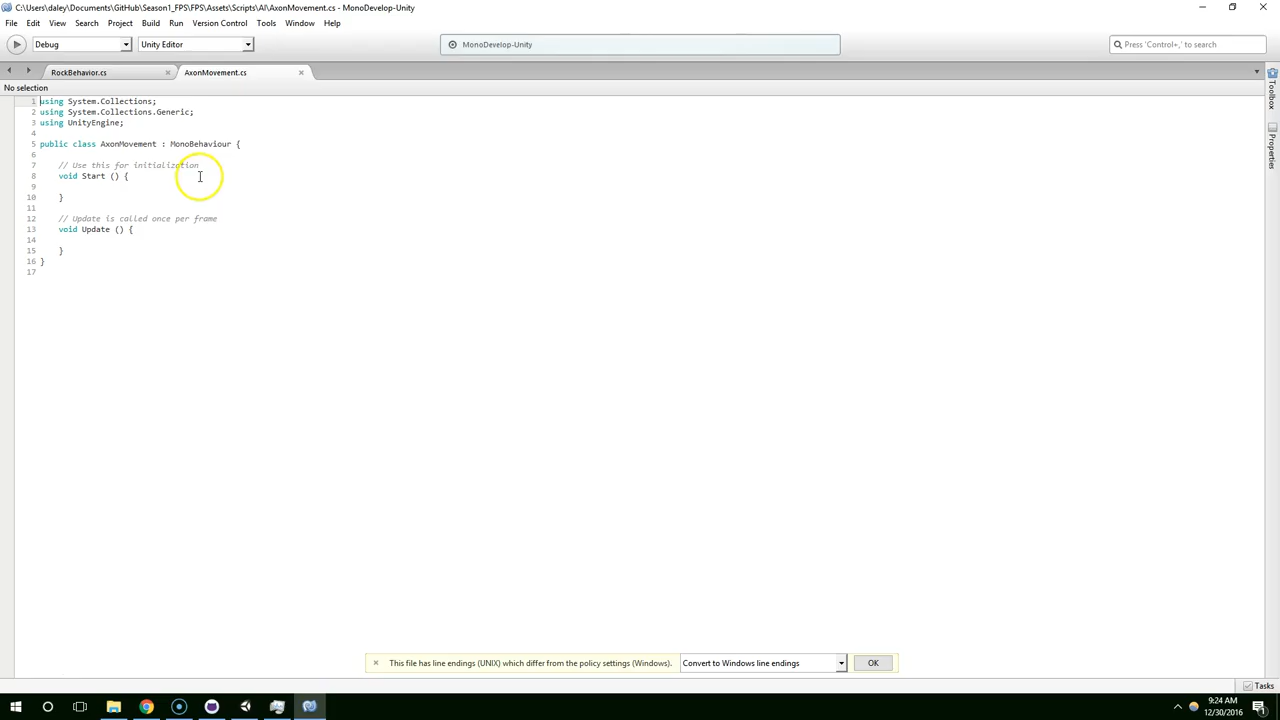 C:\Users\daley\Documents\GitHub\Season1_FPS\FPS\Assets\Scripts\AI\AxonMovement.cs - MonoDevelop-Unity
File Edit View Search Project Build Run Version Control Tools Window Help
Debug Unity Editor MonoDevelop-Unity Press 'Control+,' to search
RockBehavior.cs AxonMovement.cs
No selection
Toolbox
Properties
1 using System.Collections;
2 using System.Collections.Generic;
3 using UnityEngine;
4
5 public class AxonMovement : MonoBehaviour {
6
7 // Use this for initialization
8 void Start () {
9
10 }
11
12 // Update is called once per frame
13 void Update () {
14
15 }
16 }
17
This file has line endings (UNIX) which differ from the policy settings (Windows). Convert to Windows line endings OK
Tasks
9:24 AM
12/30/2016